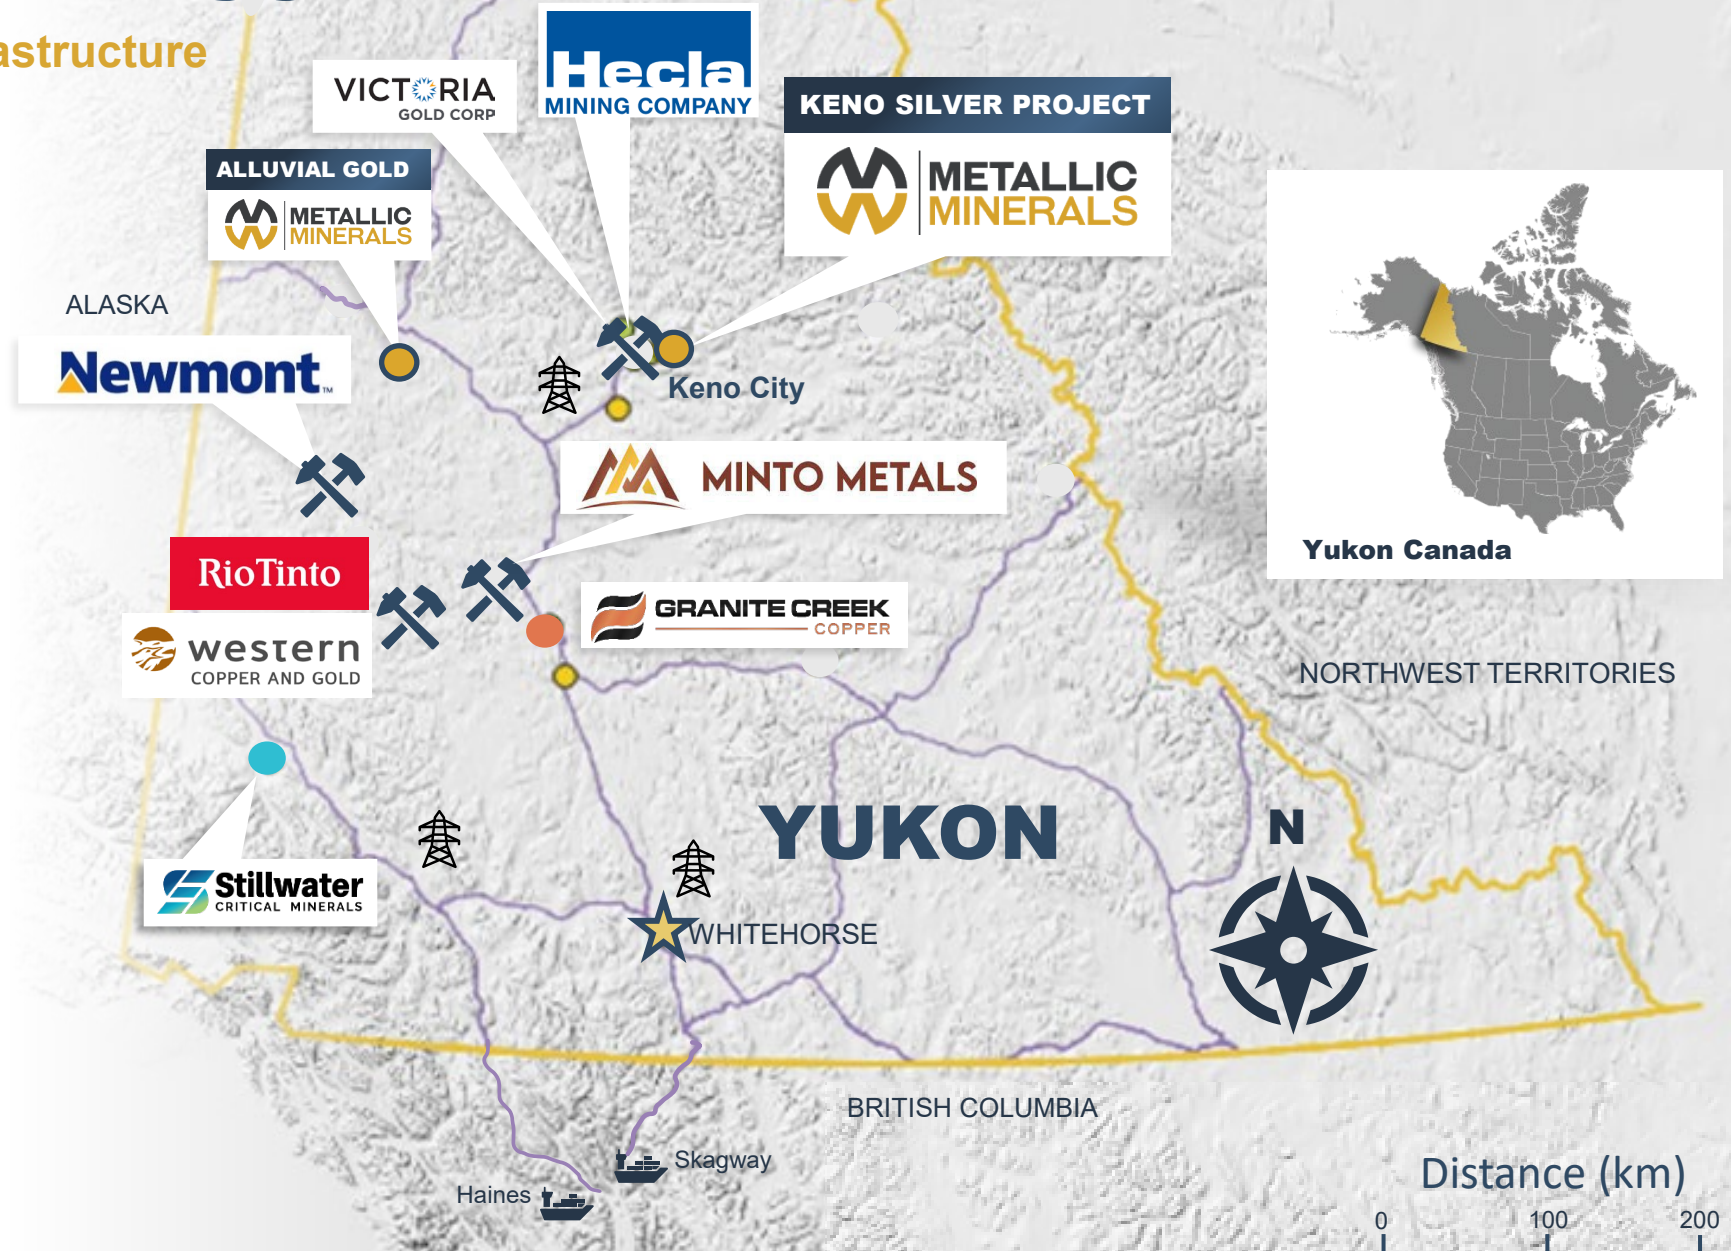 astructure
VICTORIA
GOLD CORP
Hecla
MINING COMPANY
KENO SILVER PROJECT
METALLIC
MINERALS
ALLUVIAL GOLD
METALLIC
MINERALS
ALASKA
Newmont™
Keno City
MINTO METALS
Yukon Canada
RioTinto
western
COPPER AND GOLD
GRANITE CREEK
COPPER
NORTHWEST TERRITORIES
YUKON
N
Stillwater
CRITICAL MINERALS
WHITEHORSE
BRITISH COLUMBIA
Skagway
Haines
Distance (km)
0 100 200